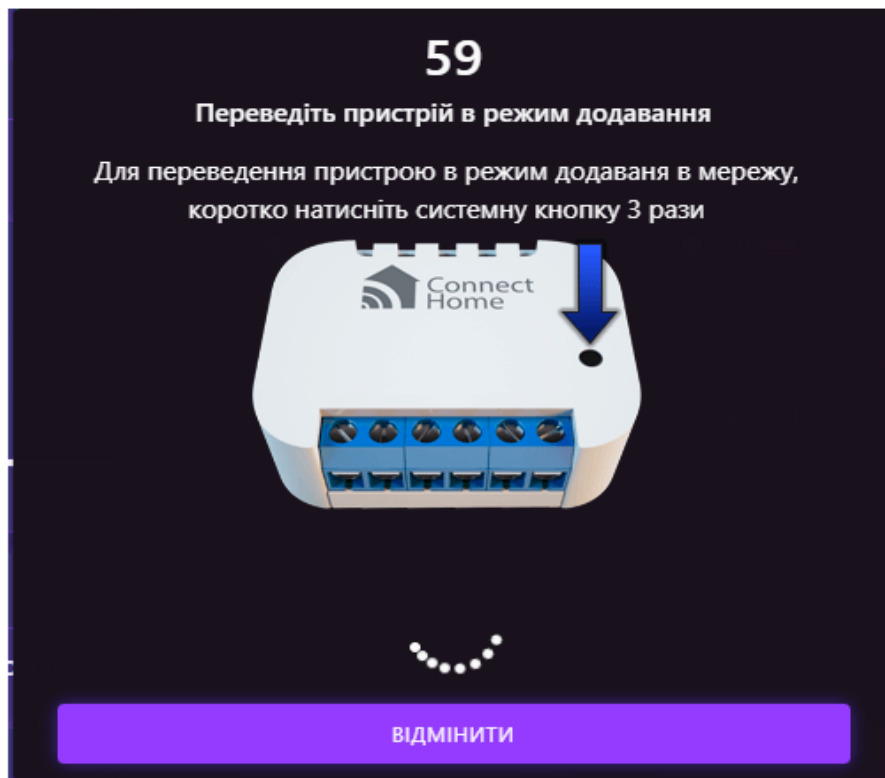 59
Переведіть пристрій в режим додавання
Для переведення пристрою в режим додаваня в мережу,
коротко натисніть системну кнопку 3 рази
Connect
Home
ВІДМІНИТИ